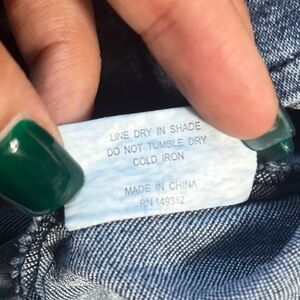 LINE DRY IN SHADE
DO NOT TUMBLE DRY
COLD IRON
MADE IN CHINA
RN 149312